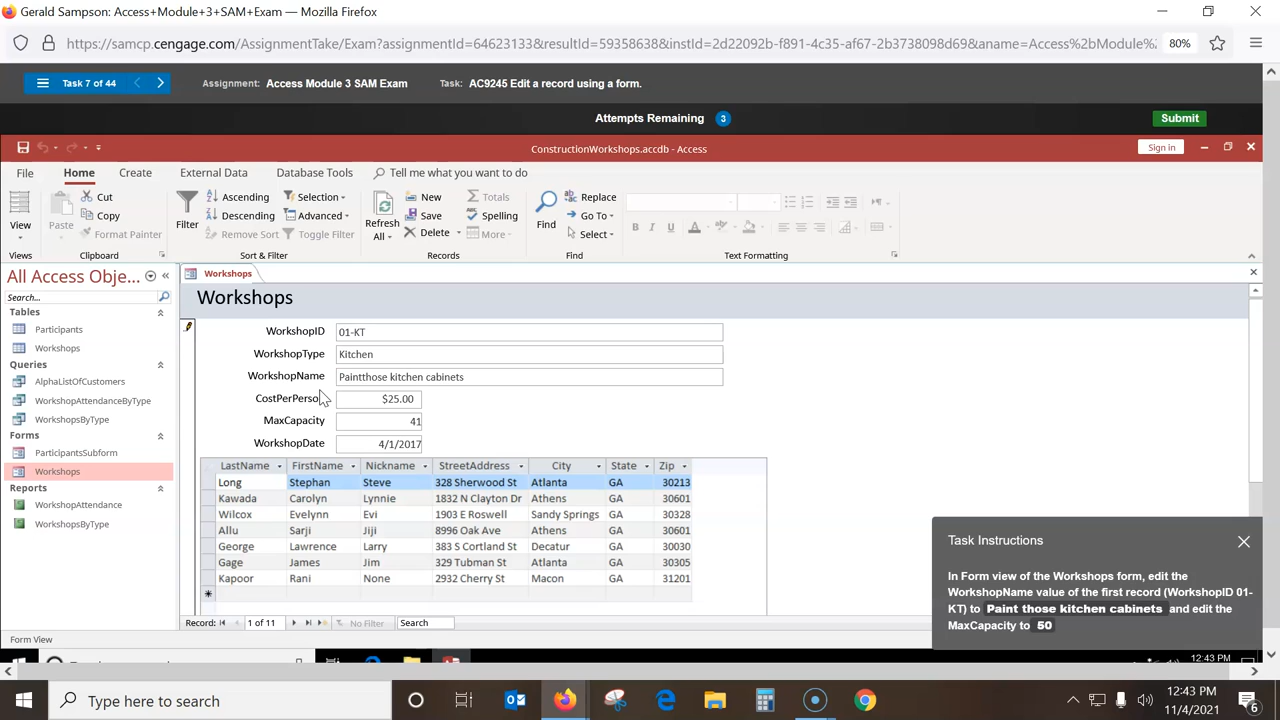 Gerald Sampson: Access+Module+3+SAM+Exam — Mozilla Firefox
https://samcp.cengage.com/AssignmentTake/Exam?assignmentId=64623133&multId=59358638&instId=2d22092b-f891-4c35-af67-2b3738098d69&aname=Access%2bModule%
80%
Task 7 of 44
Assignment: Access Module 3 SAM Exam
Task: AC9245 Edit a record using a form.
Attempts Remaining 3
Submit
ConstructionWorkshops.accdb - Access
Sign in
File Home Create External Data Database Tools Tell me what you want to do
Cut Ascending Selection New Totals Replace
Copy Descending Advanced Save Spelling Go To
View Paste Format Painter Filter Remove Sort Toggle Filter Refresh All Delete More Find Select
B I U A
Views Clipboard Sort & Filter Records Find Text Formatting
All Access Obje...
Search...
Tables
Participants
Workshops
Queries
AlphaListOfCustomers
WorkshopAttendanceByType
WorkshopsByType
Forms
ParticipantsSubform
Workshops
Reports
WorkshopAttendance
WorkshopsByType
Workshops
Workshops
WorkshopID 01-KT
WorkshopType Kitchen
WorkshopName Paintthose kitchen cabinets
CostPerPerso $25.00
MaxCapacity 41
WorkshopDate 4/1/2017
LastName FirstName Nickname StreetAddress City State Zip
Long Stephan Steve 328 Sherwood St Atlanta GA 30213
Kawada Carolyn Lynnie 1832 N Clayton Dr Athens GA 30601
Wilcox Evelynn Evi 1903 E Roswell Sandy Springs GA 30328
Allu Sarji Jiji 8996 Oak Ave Athens GA 30601
George Lawrence Larry 383 S Cortland St Decatur GA 30030
Gage James Jim 329 Tubman St Atlanta GA 30305
Kapoor Rani None 2932 Cherry St Macon GA 31201
Record: 1 of 11 No Filter Search
Form View
Task Instructions
In Form view of the Workshops form, edit the
WorkshopName value of the first record (WorkshopID 01-
KT) to Paint those kitchen cabinets and edit the
MaxCapacity to 50
12:43 PM
Type here to search
12:43 PM
11/4/2021
6